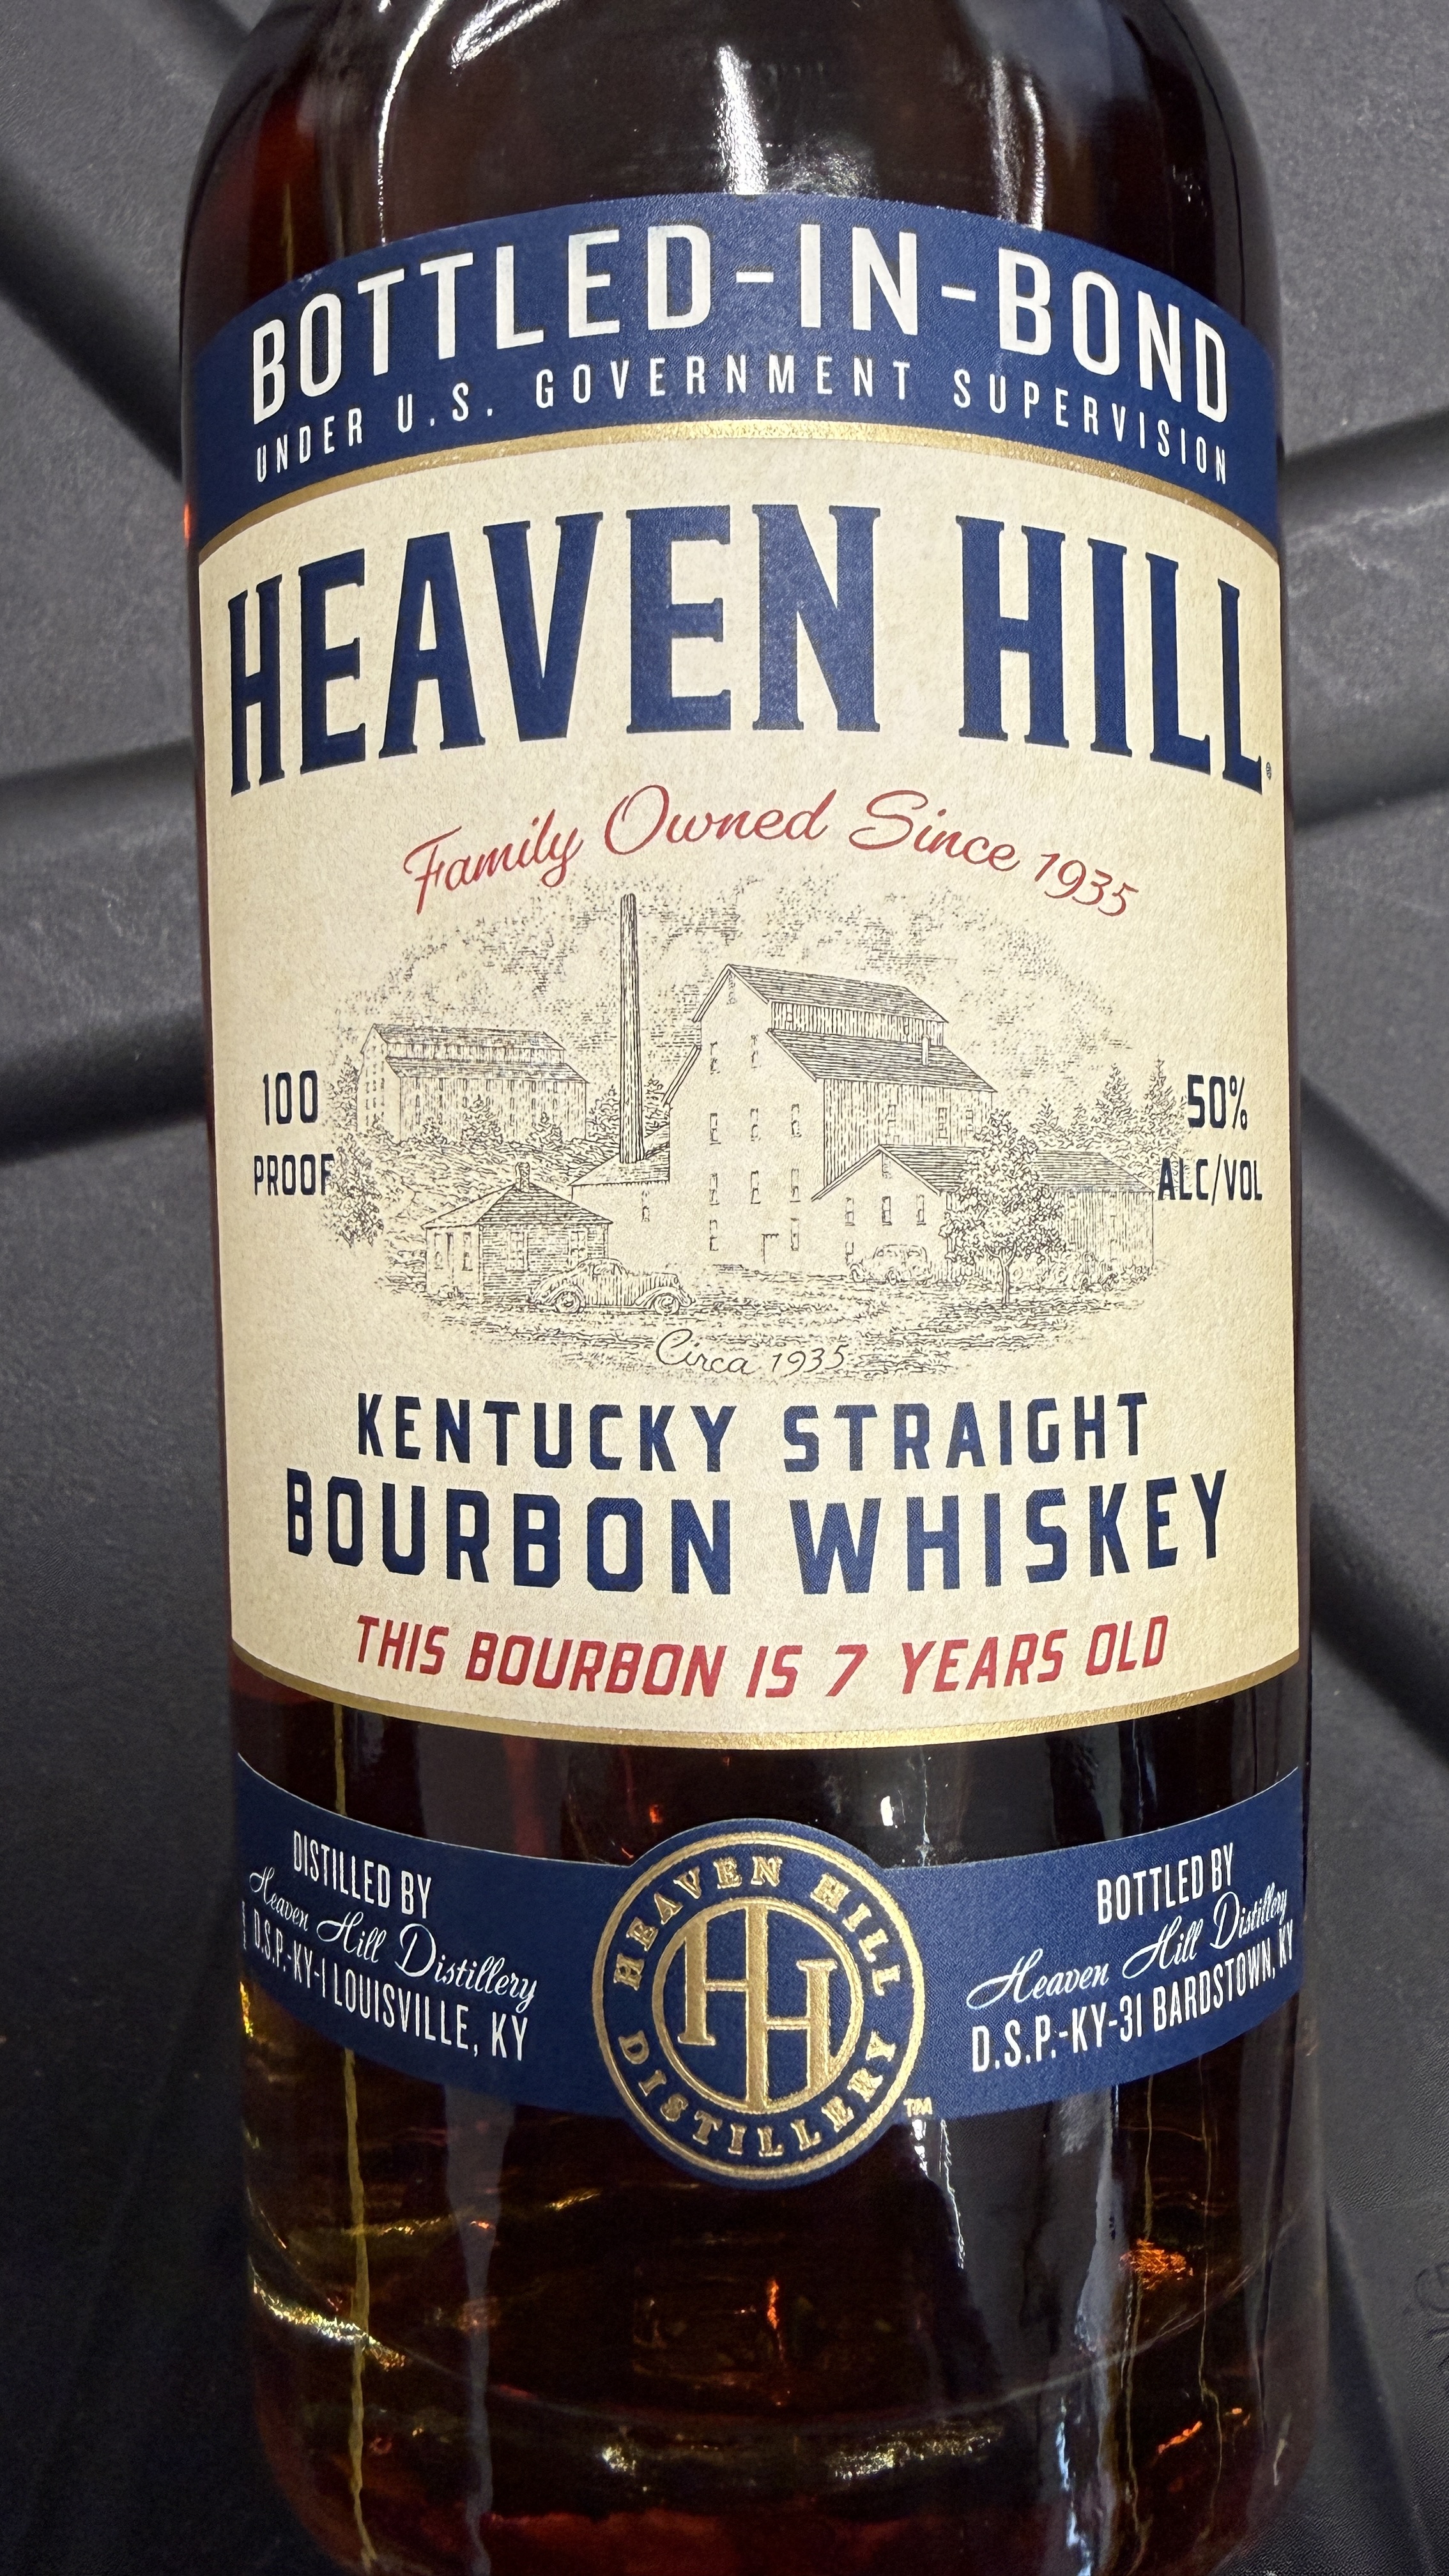 BOTTLED-IN-BOND
UNDER U.S. GOVERNMENT SUPERVISION
HEAVEN HILL®
Family Owned Since 1935
100
PROOF
50%
ALC/VOL
Circa 1935
KENTUCKY STRAIGHT
BOURBON WHISKEY
THIS BOURBON IS 7 YEARS OLD
DISTILLED BY
Heaven Hill Distillery
D.S.P.-KY-1 LOUISVILLE, KY
HEAVEN HILL
HH
DISTILLERY
TM
BOTTLED BY
Heaven Hill Distillery
D.S.P.-KY-31 BARDSTOWN, KY